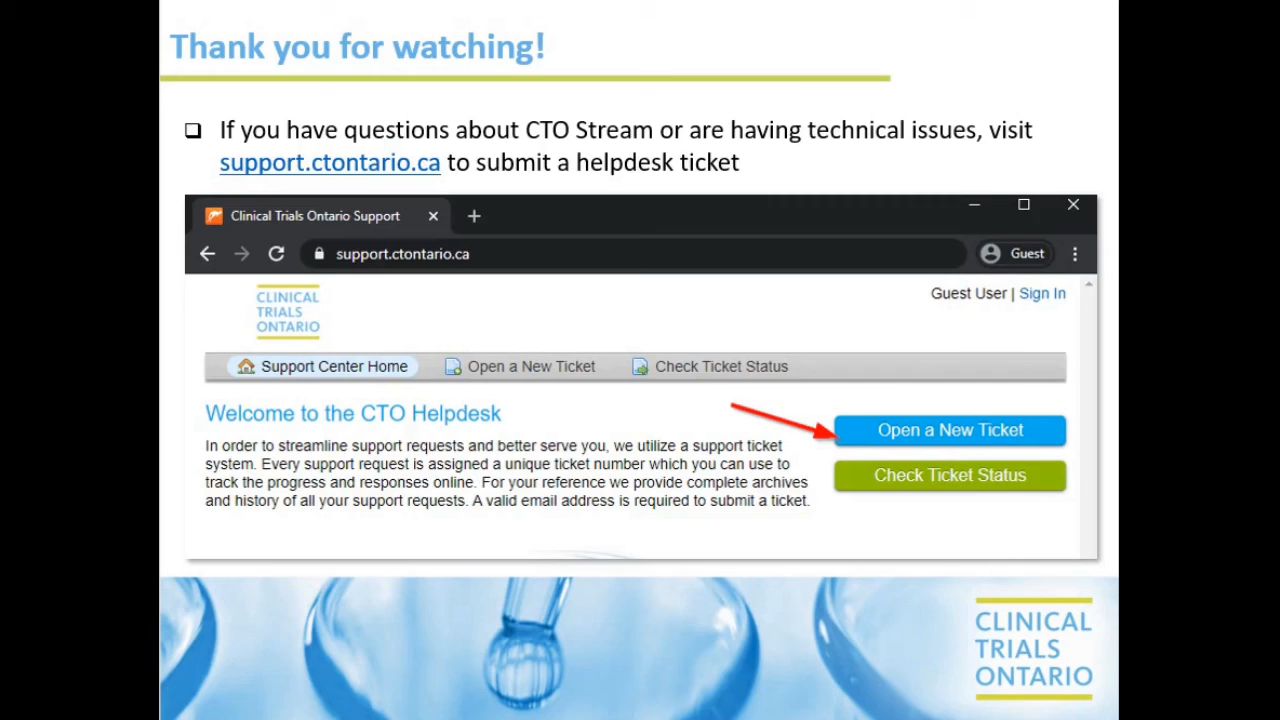 Thank you for watching!
If you have questions about CTO Stream or are having technical issues, visit
support.ctontario.ca to submit a helpdesk ticket
Clinical Trials Ontario Support
support.ctontario.ca
Guest
CLINICAL
TRIALS
ONTARIO
Guest User | Sign In
Support Center Home Open a New Ticket Check Ticket Status
Welcome to the CTO Helpdesk
In order to streamline support requests and better serve you, we utilize a support ticket
system. Every support request is assigned a unique ticket number which you can use to
track the progress and responses online. For your reference we provide complete archives
and history of all your support requests. A valid email address is required to submit a ticket.
Open a New Ticket
Check Ticket Status
CLINICAL
TRIALS
ONTARIO